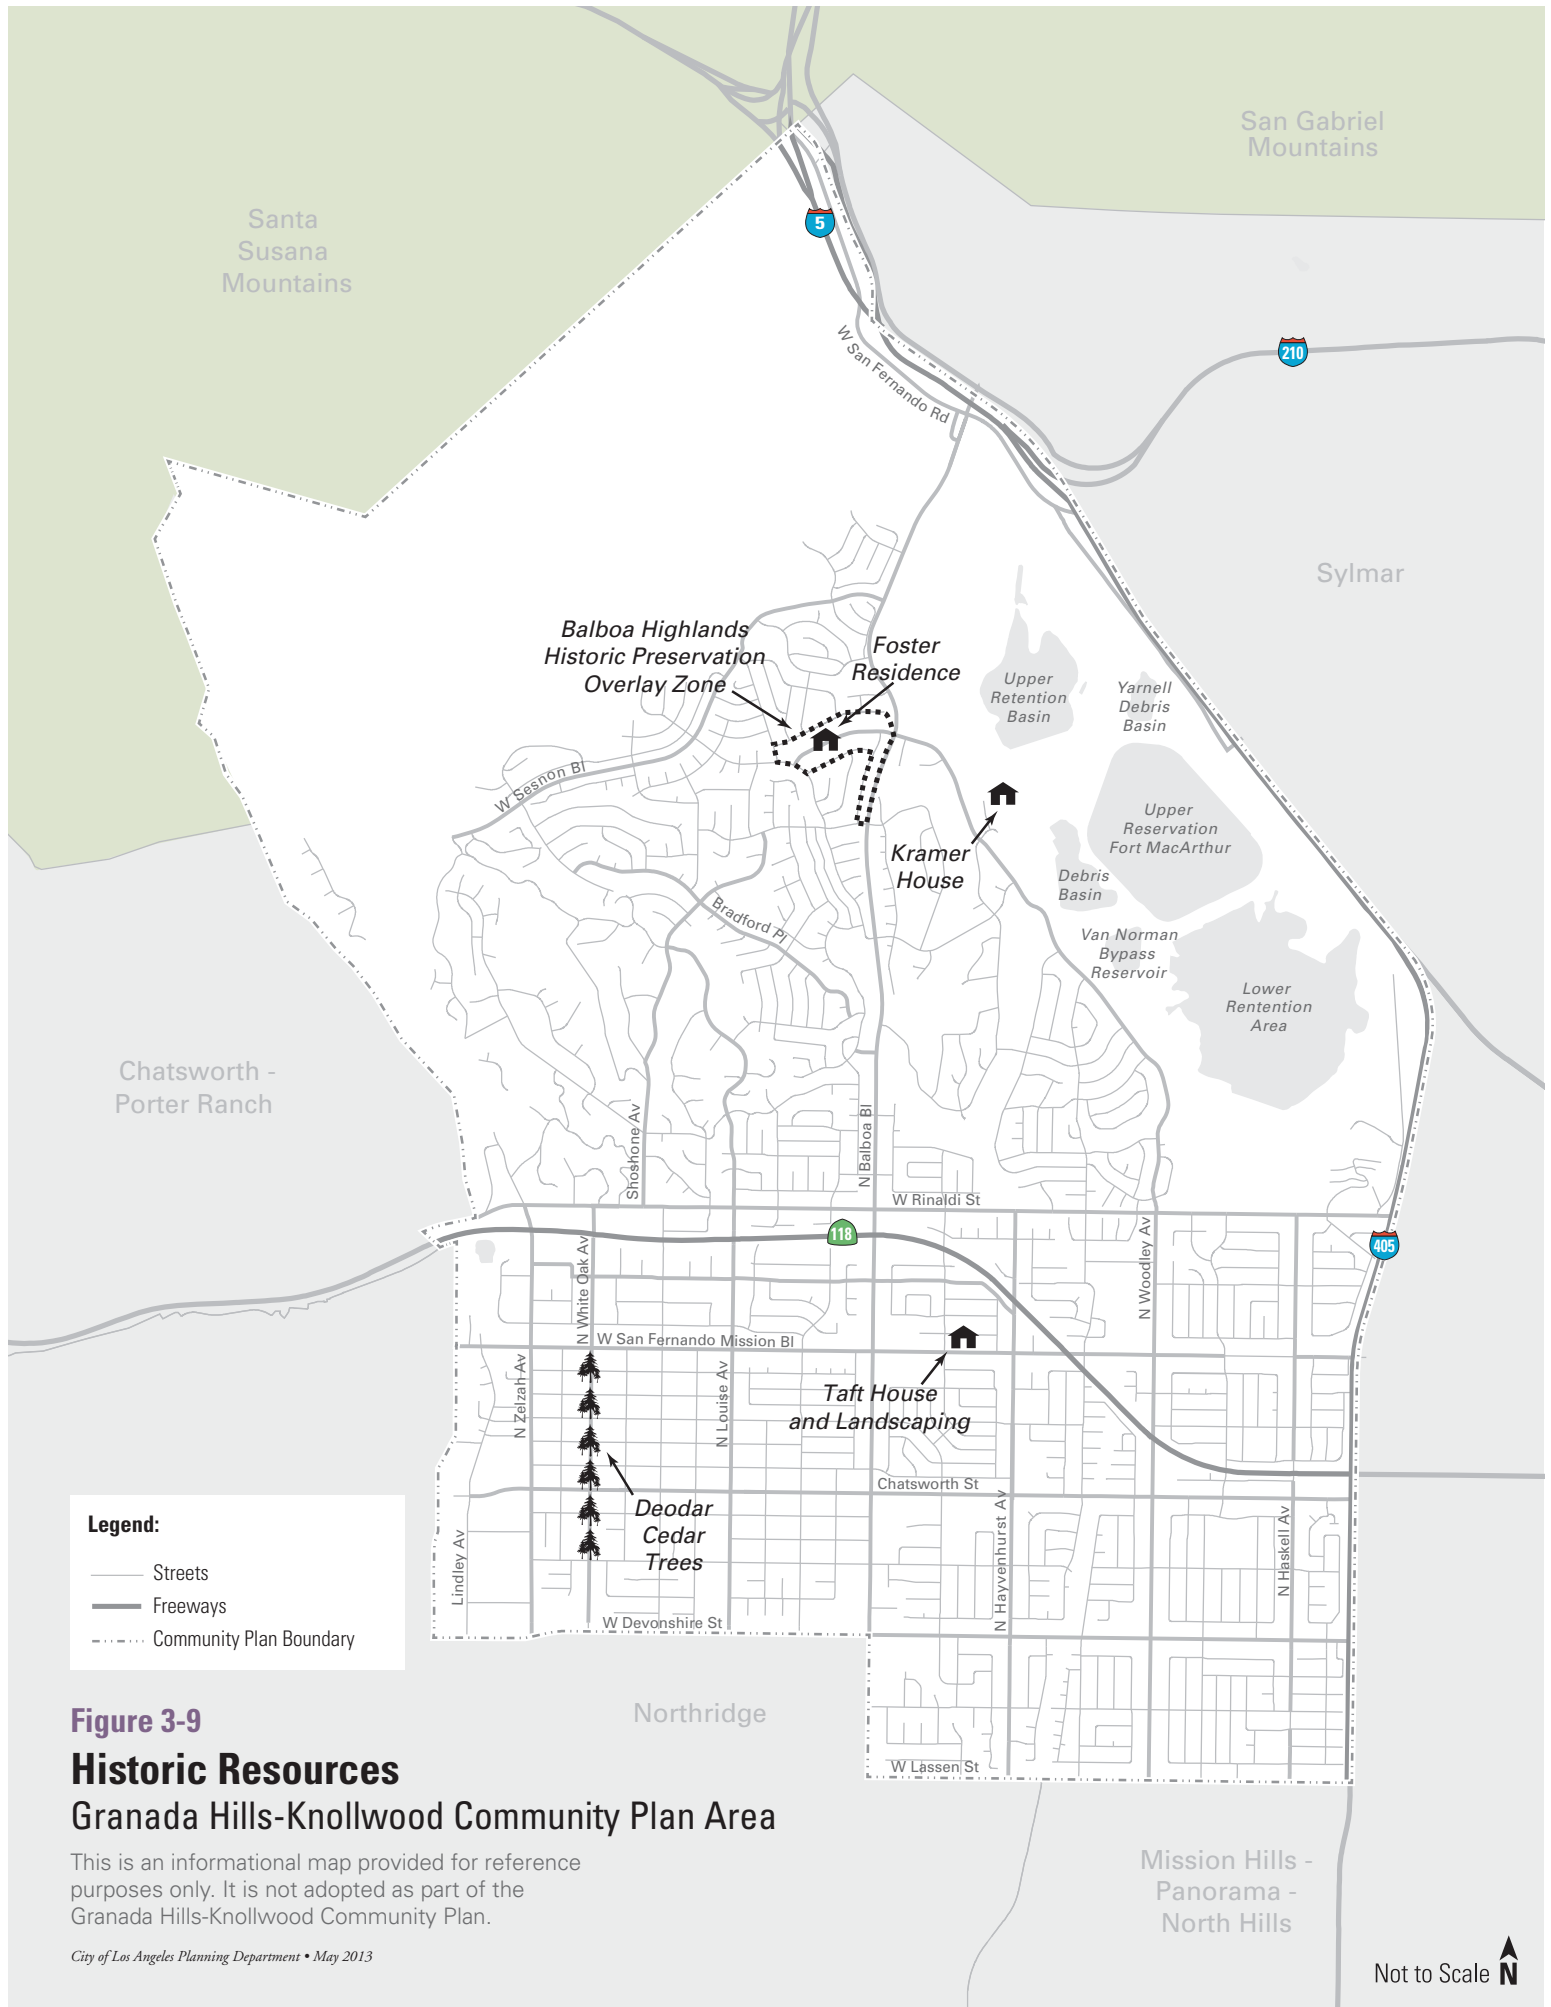 San Gabriel
Mountains
Santa
Susana
Mountains
5
W San Fernando Rd
210
Sylmar
Balboa Highlands
Historic Preservation
Overlay Zone
Foster
Residence
Upper
Retention
Basin
Yarnell
Debris
Basin
W Sesnon Bl
Upper
Reservation
Fort MacArthur
Kramer
House
Debris
Basin
Bradford Pl
Van Norman
Bypass
Reservoir
Lower
Rentention
Area
Chatsworth -
Porter Ranch
Shoshone Av
N Balboa Bl
W Rinaldi St
118
405
N White Oak Av
N Woodley Av
W San Fernando Mission Bl
N Zelzah Av
N Louise Av
Taft House
and Landscaping
Chatsworth St
Deodar
Cedar
Trees
Lindley Av
N Hayvenhurst Av
N Haskell Av
W Devonshire St
Legend:
Streets
Freeways
Community Plan Boundary
Northridge
W Lassen St
Figure 3-9
Historic Resources
Granada Hills-Knollwood Community Plan Area
This is an informational map provided for reference
purposes only. It is not adopted as part of the
Granada Hills-Knollwood Community Plan.
City of Los Angeles Planning Department • May 2013
Mission Hills -
Panorama -
North Hills
Not to Scale N